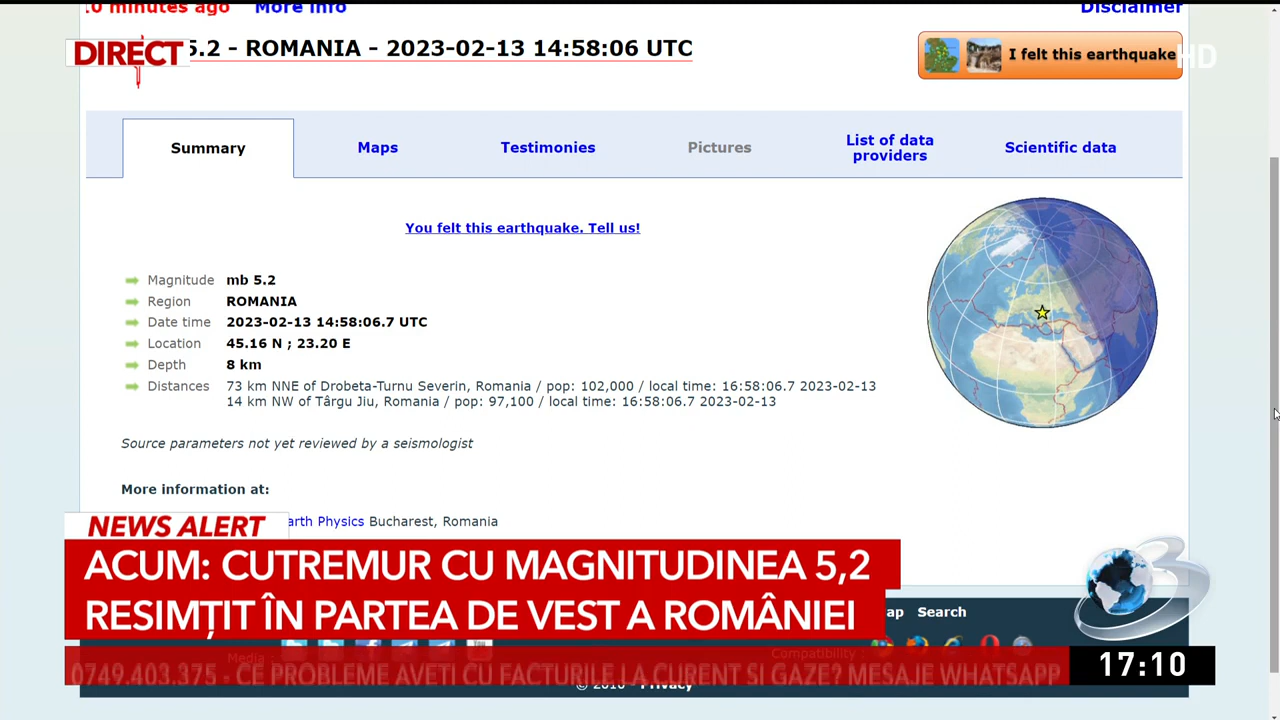 10 minutes ago More info Disclaimer
DIRECT 5.2 - ROMANIA - 2023-02-13 14:58:06 UTC
I felt this earthquake
HD
Summary
Maps
Testimonies
Pictures
List of data
providers
Scientific data
You felt this earthquake. Tell us!
Magnitude mb 5.2
Region ROMANIA
Date time 2023-02-13 14:58:06.7 UTC
Location 45.16 N ; 23.20 E
Depth 8 km
Distances 73 km NNE of Drobeta-Turnu Severin, Romania / pop: 102,000 / local time: 16:58:06.7 2023-02-13
14 km NW of Târgu Jiu, Romania / pop: 97,100 / local time: 16:58:06.7 2023-02-13
Source parameters not yet reviewed by a seismologist
More information at:
arth Physics Bucharest, Romania
NEWS ALERT
ACUM: CUTREMUR CU MAGNITUDINEA 5,2
RESIMȚIT ÎN PARTEA DE VEST A ROMÂNIEI
ap Search
Media :
You
Compatibility :
0749.403.375 - CE PROBLEME AVEȚI CU FACTURILE LA CURENT ȘI GAZE? MESAJE WHATSAPP
17:10
Privacy